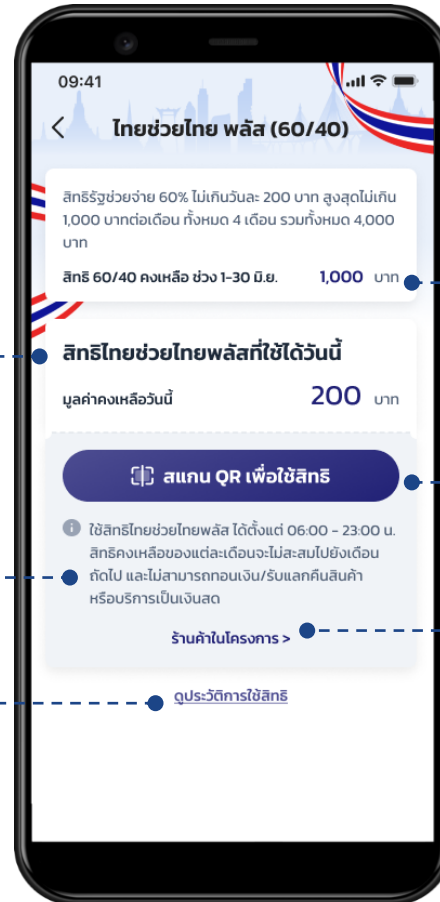 09:41
ไทยช่วยไทย พลัส (60/40)
สิทธิรัฐช่วยจ่าย 60% ไม่เกินวันละ 200 บาท สูงสุดไม่เกิน
1,000 บาทต่อเดือน ทั้งหมด 4 เดือน รวมทั้งหมด 4,000
บาท
สิทธิ 60/40 คงเหลือ ช่วง 1-30 มิ.ย. 1,000 บาท
สิทธิไทยช่วยไทยพลัสที่ใช้ได้วันนี้
มูลค่าคงเหลือวันนี้ 200 บาท
สแกน QR เพื่อใช้สิทธิ
ใช้สิทธิไทยช่วยไทยพลัส ได้ตั้งแต่ 06:00 - 23:00 น.
สิทธิคงเหลือของแต่ละเดือนจะไม่สะสมไปยังเดือน
ถัดไป และไม่สามารถทอนเงิน/รับแลกคืนสินค้า
หรือบริการเป็นเงินสด
ร้านค้าในโครงการ >
ดูประวัติการใช้สิทธิ